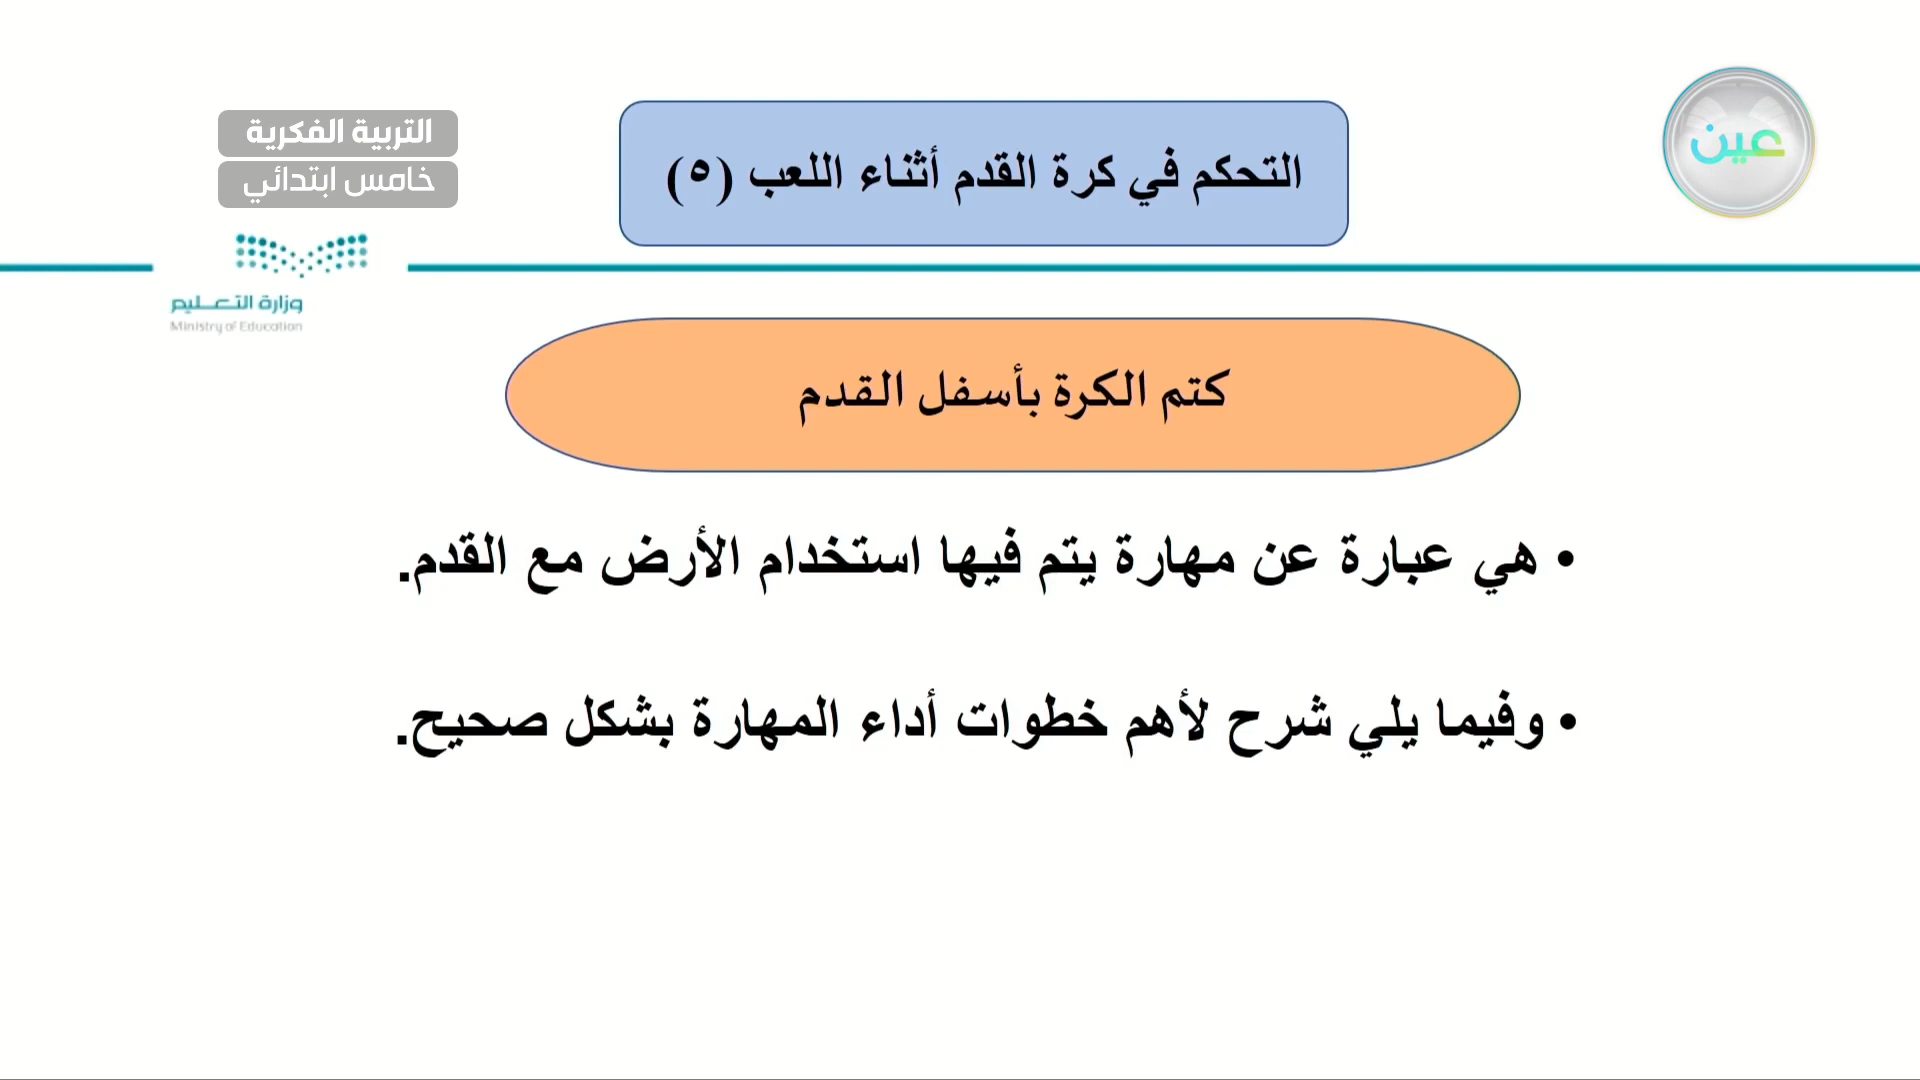 التربية الفكرية
خامس ابتدائي
التحكم في كرة القدم أثناء اللعب (٥)
عين
وزارة التعـليم
Ministry of Education
كتم الكرة بأسفل القدم
• هي عبارة عن مهارة يتم فيها استخدام الأرض مع القدم.
• وفيما يلي شرح لأهم خطوات أداء المهارة بشكل صحيح.